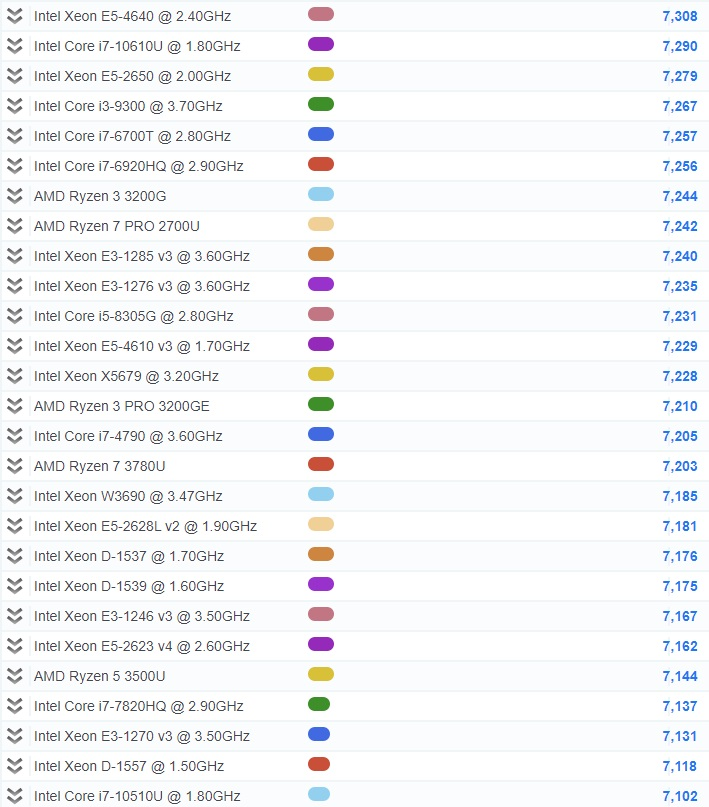 Intel Xeon E5-4640 @ 2.40GHz 7,308
Intel Core i7-10610U @ 1.80GHz 7,290
Intel Xeon E5-2650 @ 2.00GHz 7,279
Intel Core i3-9300 @ 3.70GHz 7,267
Intel Core i7-6700T @ 2.80GHz 7,257
Intel Core i7-6920HQ @ 2.90GHz 7,256
AMD Ryzen 3 3200G 7,244
AMD Ryzen 7 PRO 2700U 7,242
Intel Xeon E3-1285 v3 @ 3.60GHz 7,240
Intel Xeon E3-1276 v3 @ 3.60GHz 7,235
Intel Core i5-8305G @ 2.80GHz 7,231
Intel Xeon E5-4610 v3 @ 1.70GHz 7,229
Intel Xeon X5679 @ 3.20GHz 7,228
AMD Ryzen 3 PRO 3200GE 7,210
Intel Core i7-4790 @ 3.60GHz 7,205
AMD Ryzen 7 3780U 7,203
Intel Xeon W3690 @ 3.47GHz 7,185
Intel Xeon E5-2628L v2 @ 1.90GHz 7,181
Intel Xeon D-1537 @ 1.70GHz 7,176
Intel Xeon D-1539 @ 1.60GHz 7,175
Intel Xeon E3-1246 v3 @ 3.50GHz 7,167
Intel Xeon E5-2623 v4 @ 2.60GHz 7,162
AMD Ryzen 5 3500U 7,144
Intel Core i7-7820HQ @ 2.90GHz 7,137
Intel Xeon E3-1270 v3 @ 3.50GHz 7,131
Intel Xeon D-1557 @ 1.50GHz 7,118
Intel Core i7-10510U @ 1.80GHz 7,102